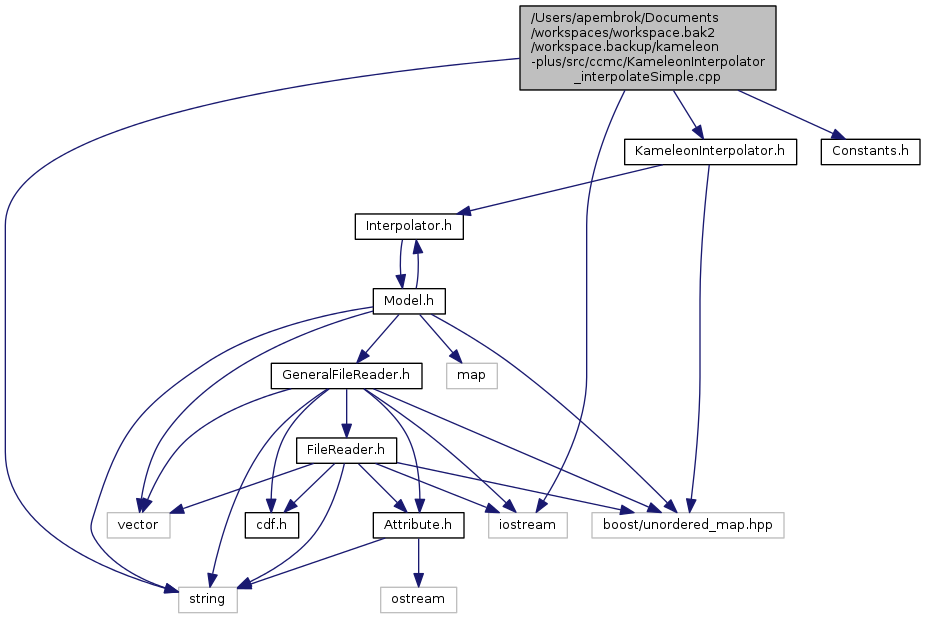 /Users/apembrok/Documents
/workspaces/workspace.bak2
/workspace.backup/kameleon
-plus/src/ccmc/KameleonInterpolator
_interpolateSimple.cpp
KameleonInterpolator.h
Constants.h
Interpolator.h
Model.h
GeneralFileReader.h
map
FileReader.h
vector
cdf.h
Attribute.h
iostream
boost/unordered_map.hpp
string
ostream